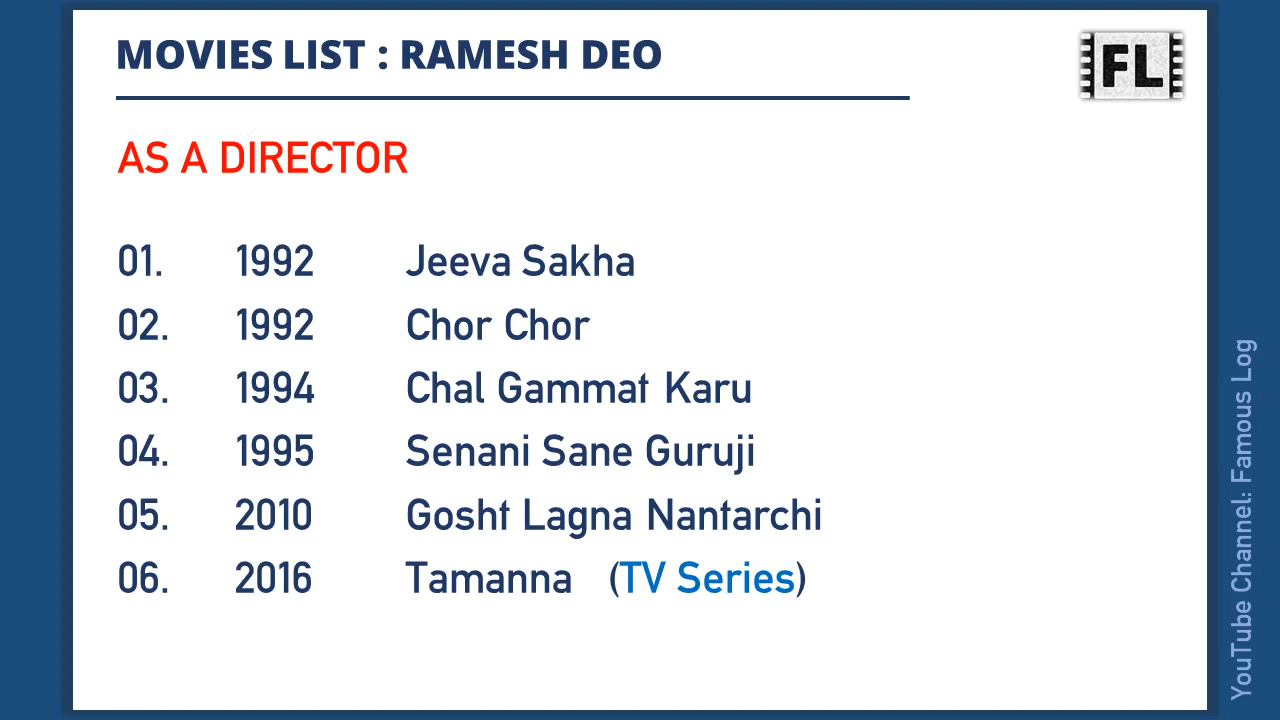 MOVIES LIST : RAMESH DEO
FL
AS A DIRECTOR
01. 1992 Jeeva Sakha
02. 1992 Chor Chor
03. 1994 Chal Gammat Karu
04. 1995 Senani Sane Guruji
05. 2010 Gosht Lagna Nantarchi
06. 2016 Tamanna (TV Series)
YouTube Channel: Famous Log